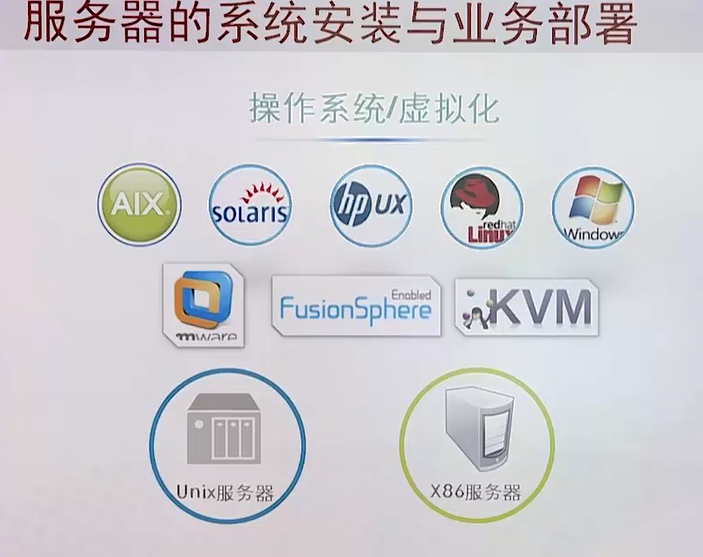 服务器的系统安装与业务部署
操作系统/虚拟化
AIX
solaris
hp UX
redhat
Linux
Windows
mware
Enabled
FusionSphere
KVM
Unix服务器
X86服务器